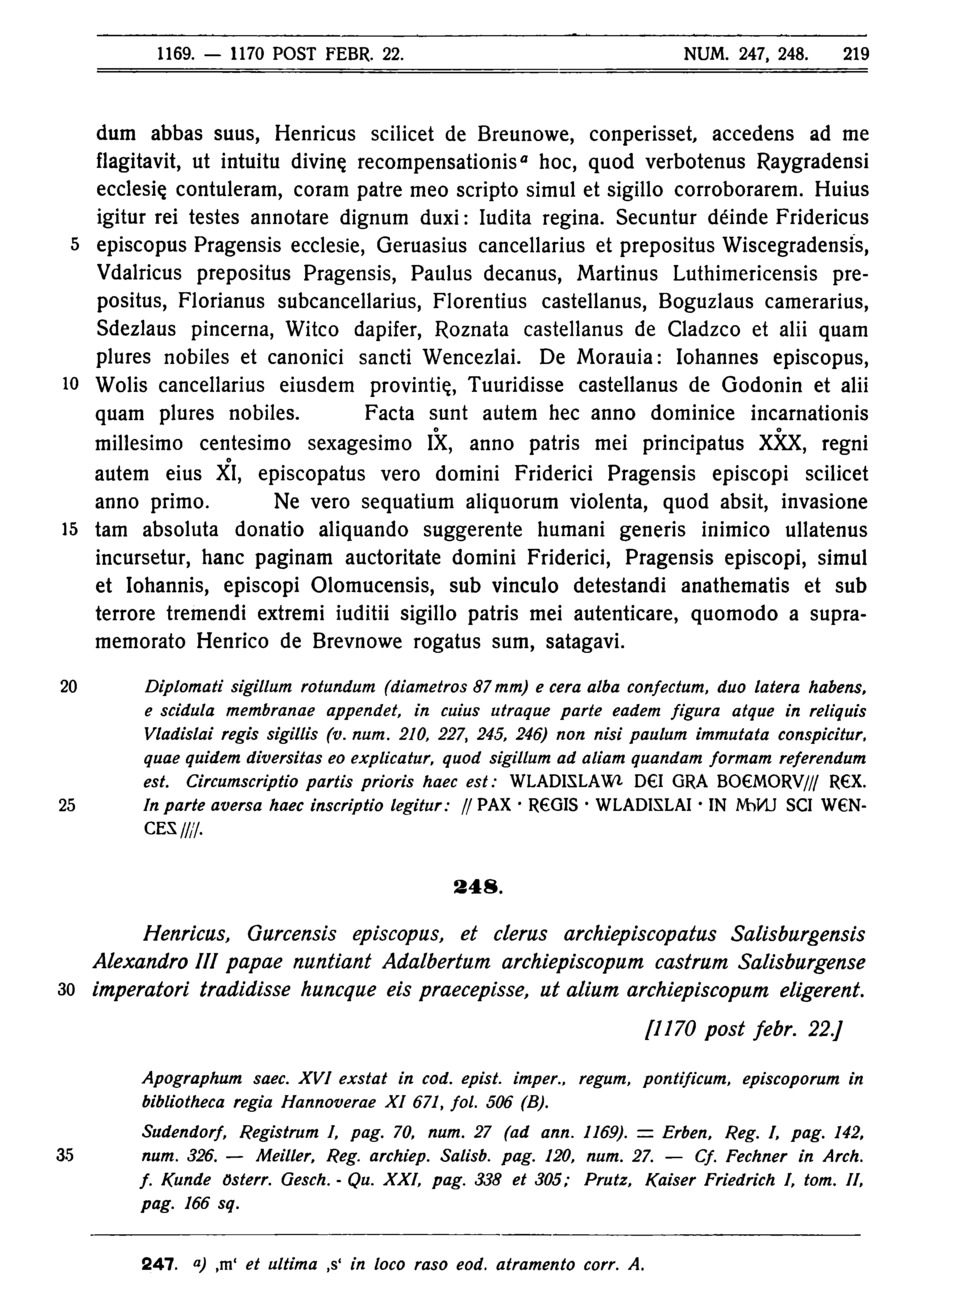 1169. — 1170 POST FEBR. 22. NUM. 247, 248. 219
dum abbas suus, Henricus scilicet de Breunowe, conperisset, accedens ad me
flagitavit, ut intuitu divinę recompensationis a hoc, quod verbotenus Raygradensi
ecclesię contuleram, coram patre meo scripto simul et sigillo corroborarem. Huius
igitur rei testes annotare dignum duxi: Iudita regina. Secuntur déinde Fridericus
5 episcopus Pragensis ecclesie, Geruasius cancellarius et prepositus Wiscegradensis,
Vdalricus prepositus Pragensis, Paulus decanus, Martinus Luthimericensis pre-
positus, Florianus subcancellarius, Florentius castellanus, Boguzlaus camerarius,
Sdezlaus pincerna, Witco dapifer, Roznata castellanus de Cladzco et alii quam
plures nobiles et canonici sancti Wencezlai. De Morauia: Iohannes episcopus,
10 Wolis cancellarius eiusdem provintię, Tuuridisse castellanus de Godonin et alii
quam plures nobiles. Facta sunt autem hec anno dominice incarnationis
millesimo centesimo sexagesimo IX̊, anno patris mei principatus XX̊X, regni
autem eius X̊I, episcopatus vero domini Friderici Pragensis episcopi scilicet
anno primo. Ne vero sequatium aliquorum violenta, quod absit, invasione
15 tam absoluta donatio aliquando suggerente humani generis inimico ullatenus
incursetur, hanc paginam auctoritate domini Friderici, Pragensis episcopi, simul
et Iohannis, episcopi Olomucensis, sub vinculo detestandi anathematis et sub
terrore tremendi extremi iuditii sigillo patris mei autenticare, quomodo a supra-
memorato Henrico de Brevnowe rogatus sum, satagavi.
20 Diplomati sigillum rotundum (diametros 87 mm) e cera alba confectum, duo latera habens,
e scidula membranae appendet, in cuius utraque parte eadem figura atque in reliquis
Vladislai regis sigillis (v. num. 210, 227, 245, 246) non nisi paulum immutata conspicitur,
quae quidem diversitas eo explicatur, quod sigillum ad aliam quandam formam referendum
est. Circumscriptio partis prioris haec est: WLADIƧLAW DЄI GRA BOЄMORV/// RЄX.
25 In parte aversa haec inscriptio legitur: // PAX • RЄGIS • WLADIƧLAI • IN SCI WЄN-
CEƧ ////.
248.
Henricus, Gurcensis episcopus, et clerus archiepiscopatus Salisburgensis
Alexandro III papae nuntiant Adalbertum archiepiscopum castrum Salisburgense
30 imperatori tradidisse huncque eis praecepisse, ut alium archiepiscopum eligerent.
[1170 post febr. 22.]
Apographum saec. XVI exstat in cod. epist. imper., regum, pontificum, episcoporum in
bibliotheca regia Hannoverae XI 671, fol. 506 (B).
Sudendorf, Registrum I, pag. 70, num. 27 (ad ann. 1169). = Erben, Reg. I, pag. 142,
35 num. 326. — Meiller, Reg. archiep. Salisb. pag. 120, num. 27. — Cf. Fechner in Arch.
f. Kunde österr. Gesch. - Qu. XXI, pag. 338 et 305; Prutz, Kaiser Friedrich I, tom. II,
pag. 166 sq.
247. a) ‚m‘ et ultima ‚s‘ in loco raso eod. atramento corr. A.